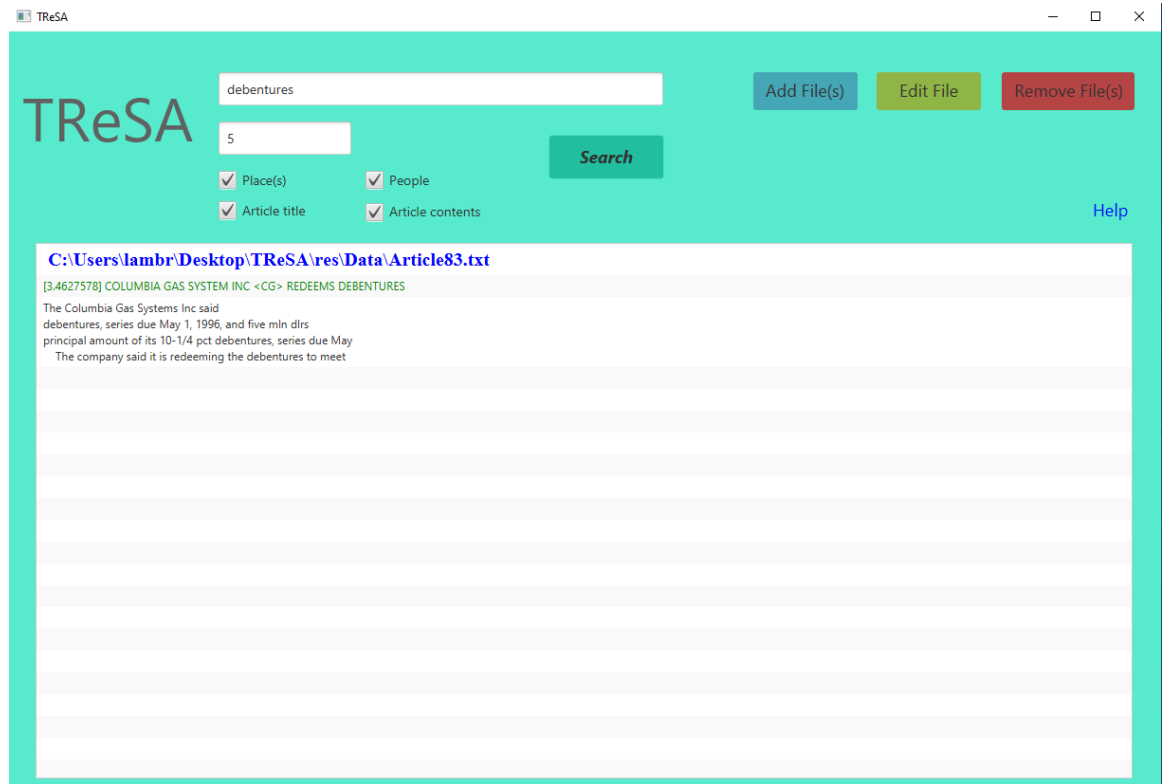 TReSA
TReSA
debentures
Add File(s)
Edit File
Remove File(s)
5
Search
Place(s)
People
Article title
Article contents
Help
C:\Users\lambr\Desktop\TReSA\res\Data\Article83.txt
[3.4627578] COLUMBIA GAS SYSTEM INC <CG> REDEEMS DEBENTURES
The Columbia Gas Systems Inc said
debentures, series due May 1, 1996, and five mln dlrs
principal amount of its 10-1/4 pct debentures, series due May
The company said it is redeeming the debentures to meet